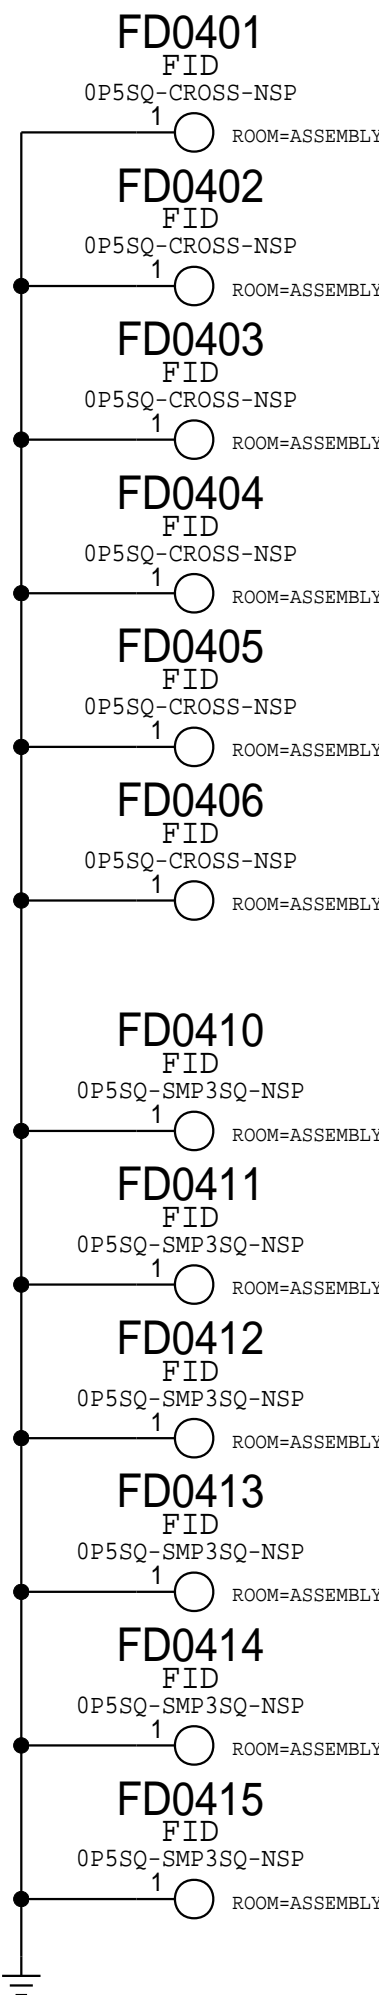 FD0401
FID
0P5SQ-CROSS-NSP
1
ROOM=ASSEMBLY
FD0402
FID
0P5SQ-CROSS-NSP
1
ROOM=ASSEMBLY
FD0403
FID
0P5SQ-CROSS-NSP
1
ROOM=ASSEMBLY
FD0404
FID
0P5SQ-CROSS-NSP
1
ROOM=ASSEMBLY
FD0405
FID
0P5SQ-CROSS-NSP
1
ROOM=ASSEMBLY
FD0406
FID
0P5SQ-CROSS-NSP
1
ROOM=ASSEMBLY
FD0410
FID
0P5SQ-SMP3SQ-NSP
1
ROOM=ASSEMBLY
FD0411
FID
0P5SQ-SMP3SQ-NSP
1
ROOM=ASSEMBLY
FD0412
FID
0P5SQ-SMP3SQ-NSP
1
ROOM=ASSEMBLY
FD0413
FID
0P5SQ-SMP3SQ-NSP
1
ROOM=ASSEMBLY
FD0414
FID
0P5SQ-SMP3SQ-NSP
1
ROOM=ASSEMBLY
FD0415
FID
0P5SQ-SMP3SQ-NSP
1
ROOM=ASSEMBLY